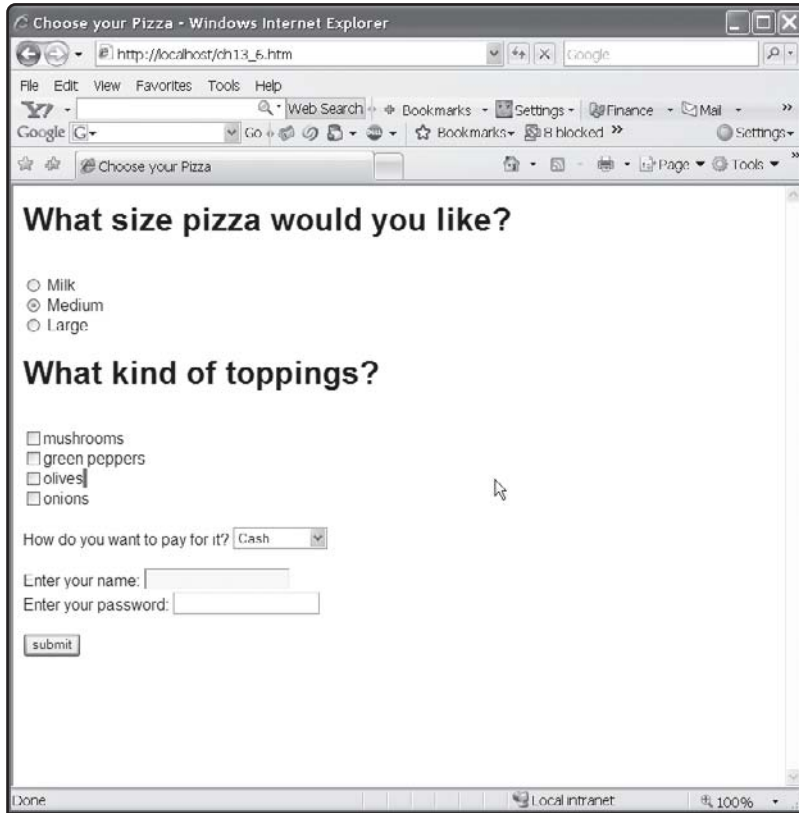 Choose your Pizza - Windows Internet Explorer
http://localhost/ch13_6.htm Google
File Edit View Favorites Tools Help
Y! Web Search Bookmarks Settings Finance Mail »
Google G Go Bookmarks 8 blocked » Settings
Choose your Pizza Page Tools »
What size pizza would you like?
Milk
Medium
Large
What kind of toppings?
mushrooms
green peppers
olives
onions
How do you want to pay for it? Cash
Enter your name:
Enter your password:
submit
Done Local intranet 100%